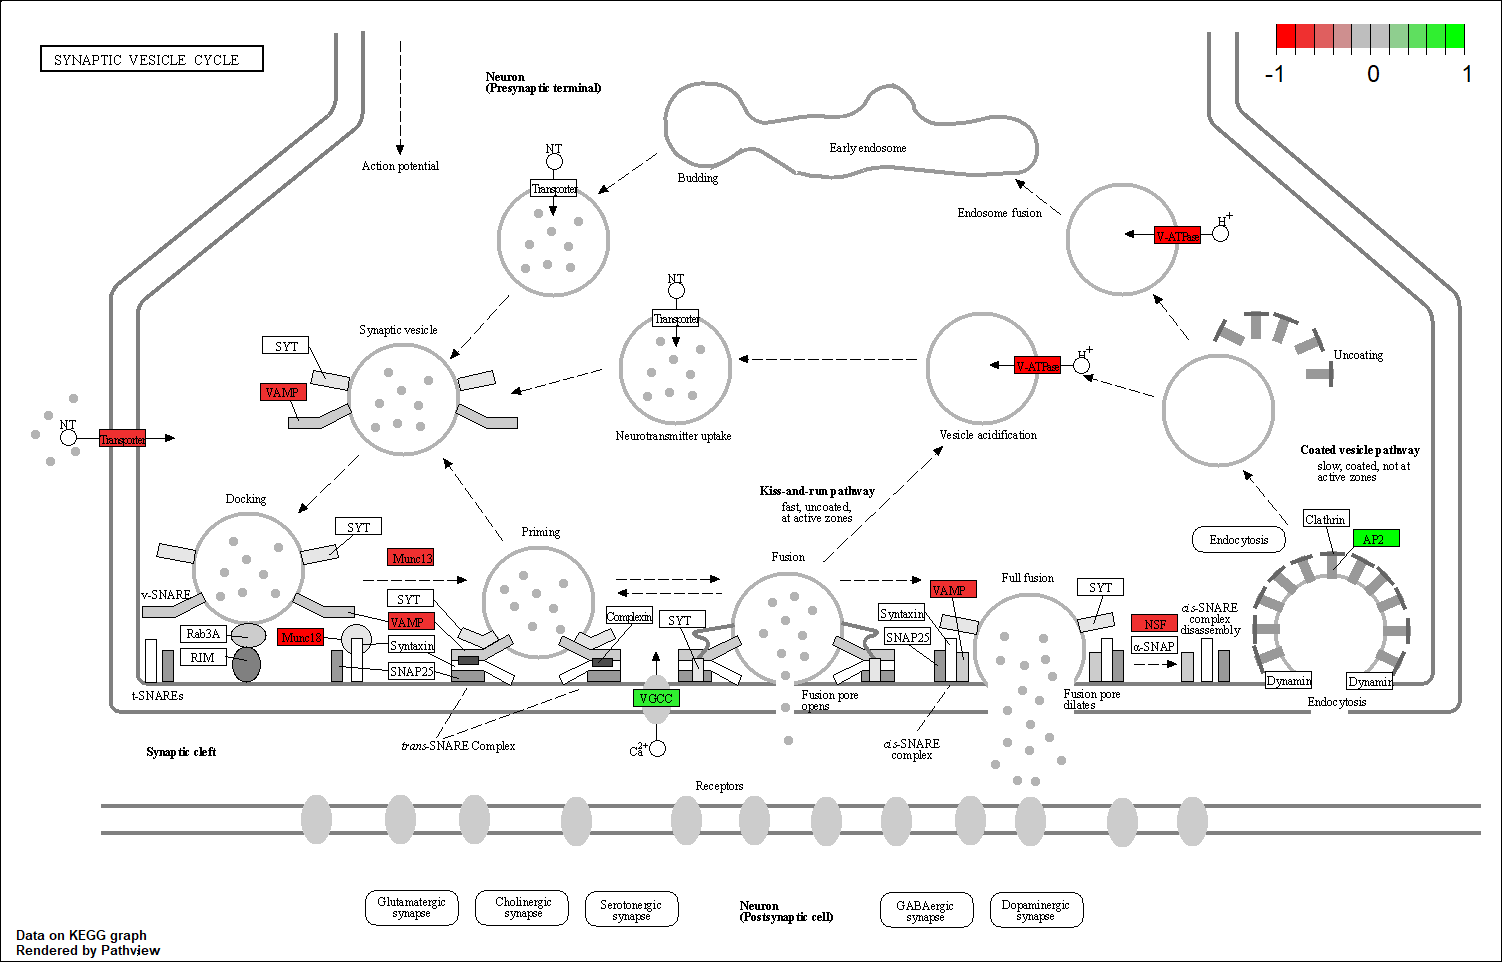 SYNAPTIC VESICLE CYCLE
-1 0 1
Neuron
(Presynaptic terminal)
Action potential
NT
Transporter
Budding
Early endosome
Endosome fusion
V-ATPase
H+
NT
Transporter
Synaptic vesicle
SYT
VAMP
NT
Transporter
Neurotransmitter uptake
V-ATPase
H+
Vesicle acidification
Uncoating
Coated vesicle pathway
slow, coated, not at
active zones
Kiss-and-run pathway
fast, uncoated,
at active zones
Docking
SYT
Munc13
Priming
Fusion
Endocytosis
Clathrin
AP2
v-SNARE
Rab3A
RIM
Munc18
t-SNAREs
SYT
VAMP
Syntaxin
SNAP25
Complexin
SYT
VGCC
Ca2+
trans-SNARE Complex
Fusion pore
opens
VAMP
Full fusion
Syntaxin
SNAP25
SYT
cis-SNARE
complex
Fusion pore
dilates
NSF
α-SNAP
cis-SNARE
complex
disassembly
Dynamin
Dynamin
Endocytosis
Synaptic cleft
Receptors
Glutamatergic
synapse
Cholinergic
synapse
Serotonergic
synapse
Neuron
(Postsynaptic cell)
GABAergic
synapse
Dopaminergic
synapse
Data on KEGG graph
Rendered by Pathview